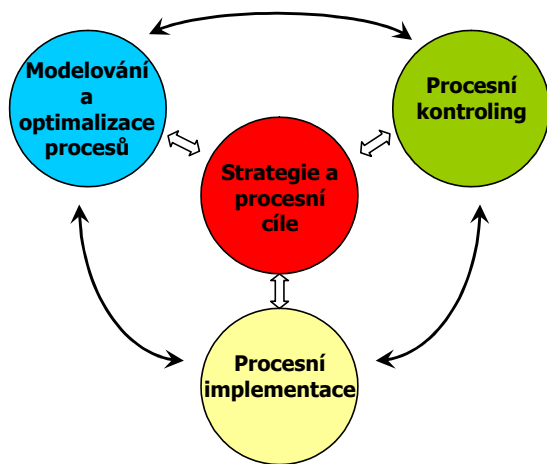 Modelování
a
optimalizace
procesů
Procesní
kontroling
Strategie a
procesní
cíle
Procesní
implementace